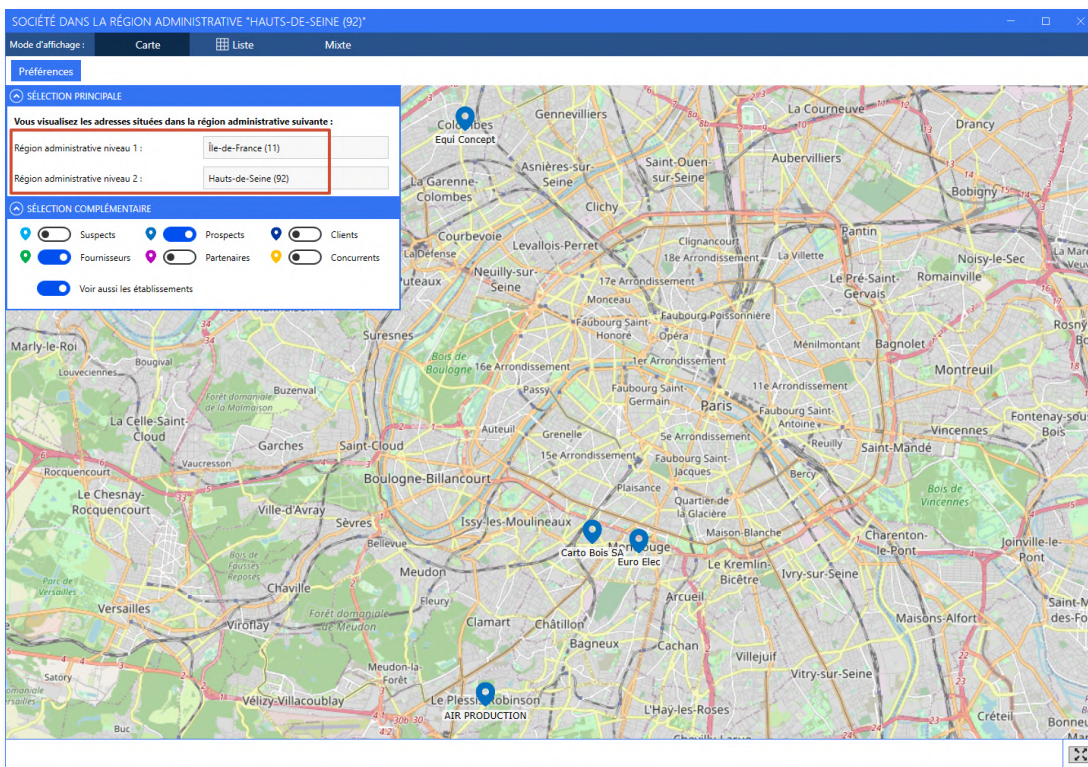 SOCIÉTÉ DANS LA RÉGION ADMINISTRATIVE "HAUTS-DE-SEINE (92)"
Mode d'affichage : Carte Liste Mixte
Préférences
SÉLECTION PRINCIPALE
Vous visualisez les adresses situées dans la région administrative suivante :
Région administrative niveau 1 : Île-de-France (11)
Région administrative niveau 2 : Hauts-de-Seine (92)
SÉLECTION COMPLÉMENTAIRE
Suspects Prospects Clients
Fournisseurs Partenaires Concurrents
Voir aussi les établissements
Gennevilliers
La Courneuve
Drancy
Equi Concept
Asnières-sur-
Seine
Saint-Ouen-
sur-Seine
Aubervilliers
Bobigny
La Garenne-
Colombes
Clichy
Courbevoie
Levallois-Perret
Clignancourt
18e Arrondissement
La Villette
Pantin
Noisy-le-Sec
La Défense
Neuilly-sur-
Seine
17e Arrondissement
Monceau
Le Pré-Saint-
Gervais
Romainville
Faubourg Saint-
Honoré
Faubourg Poissonnière
Opéra
Suresnes
Ménilmontant
Bagnolet
Marly-le-Roi
Bougival
Louveciennes
Bois de
Boulogne
16e Arrondissement
1er Arrondissement
Montreuil
Buzenval
Forêt domaniale
de la Malmaison
Passy
Faubourg Saint-
Germain
Paris
11e Arrondissement
Faubourg Saint-
Antoine
La Celle-Saint-
Cloud
Garches
Saint-Cloud
Auteuil
Grenelle
5e Arrondissement
Reuilly
Saint-Mandé
Vincennes
Fontenay-sous
Bois
Rocquencourt
Vaucresson
Boulogne-Billancourt
15e Arrondissement
Faubourg Saint-
Jacques
Bercy
Le Chesnay-
Rocquencourt
Ville-d'Avray
Sèvres
Issy-les-Moulineaux
Plaisance
Quartier de
la Glacière
Maison-Blanche
Bois de
Vincennes
Charenton-
le-Pont
Joinville-le-
Pont
Bellevue
Carto Bois SA
Euro Elec
Bois de
Fausses
Reposes
Meudon
Le Kremlin-
Bicêtre
Ivry-sur-Seine
Parc de
Versailles
Chaville
Arcueil
Versailles
Viroflay
Forêt domaniale
de Meudon
Fleury
Clamart
Châtillon
Bagneux
Cachan
Villejuif
Maisons-Alfort
Satory
Meudon-la-
Forêt
Vitry-sur-Seine
Vélizy-Villacoublay
AIR PRODUCTION
L'Haÿ-les-Roses
Créteil
Buc